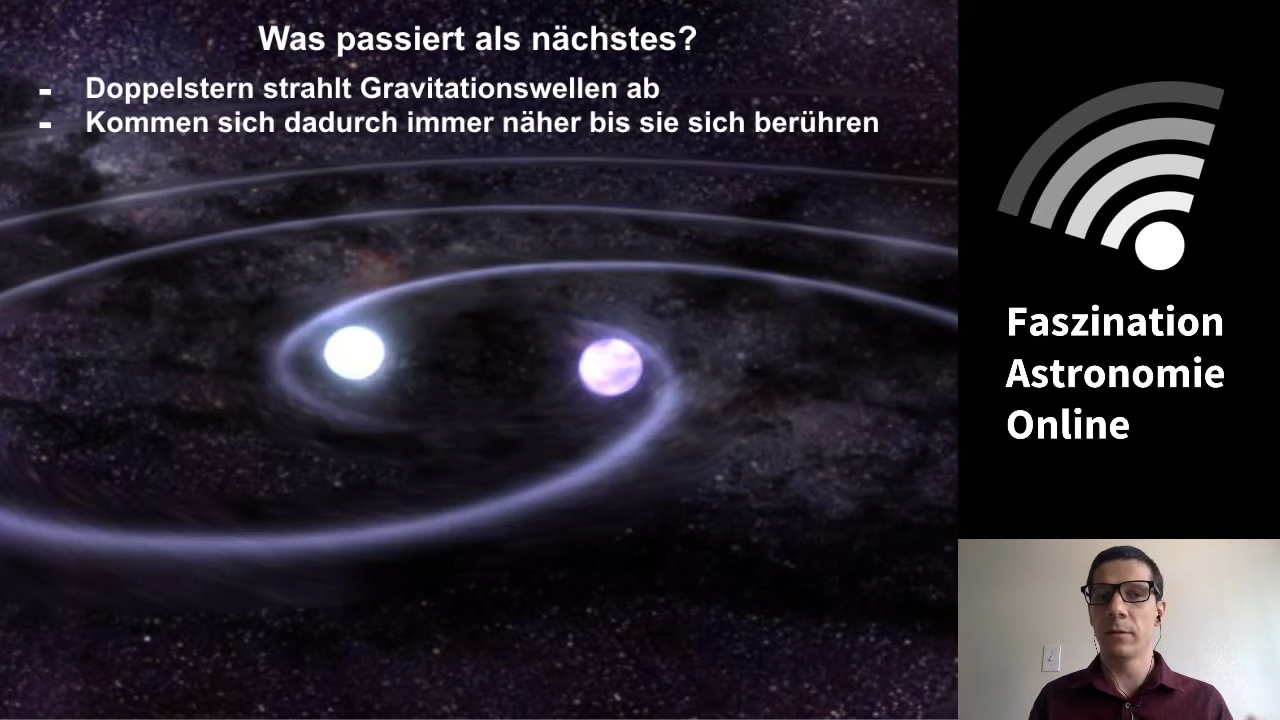 Was passiert als nächstes?
- Doppelstern strahlt Gravitationswellen ab
- Kommen sich dadurch immer näher bis sie sich berühren
Faszination
Astronomie
Online